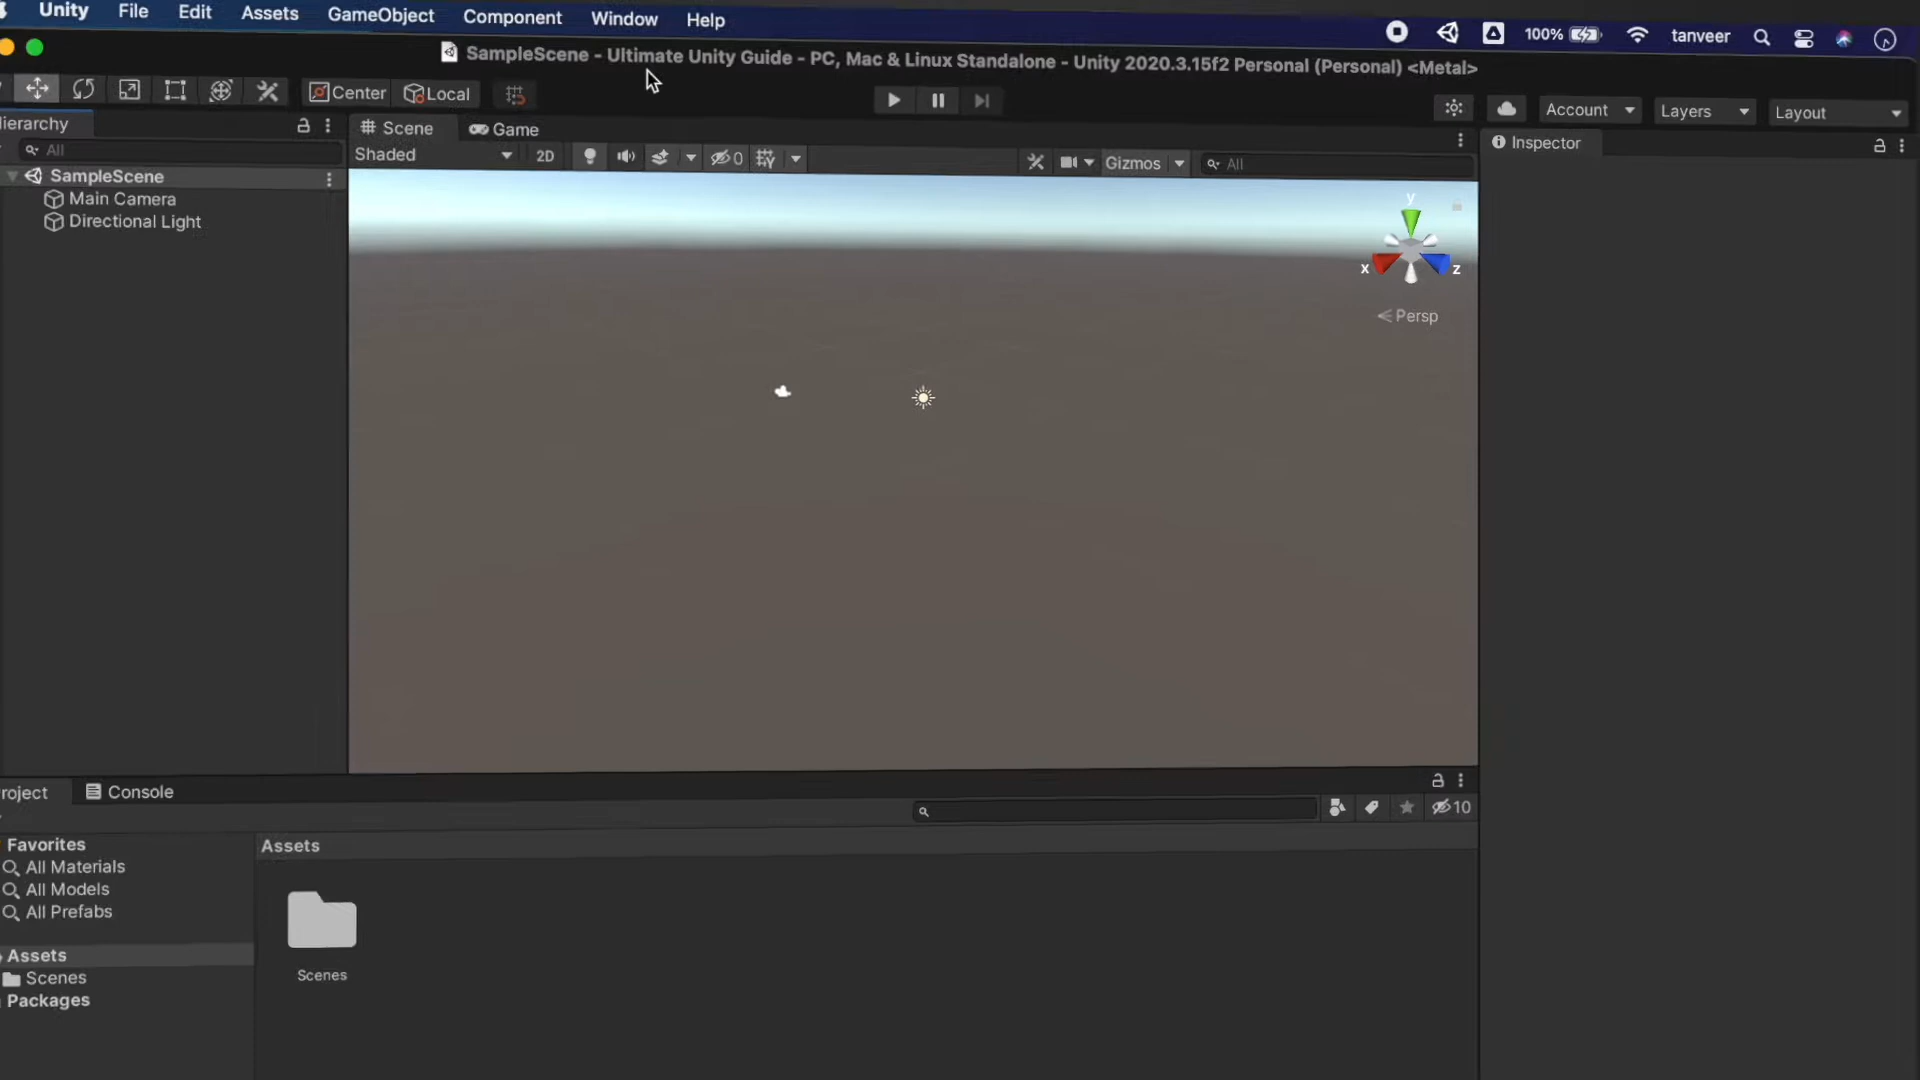 Unity File Edit Assets GameObject Component Window Help 100% tanveer
SampleScene - Ultimate Unity Guide - PC, Mac & Linux Standalone - Unity 2020.3.15f2 Personal (Personal) <Metal>
Center Local Account Layers Layout
ierarchy
All
SampleScene
Main Camera
Directional Light
Scene Game
Shaded 2D 0 Gizmos All
y
x z
Persp
Inspector
roject Console
10
Favorites
All Materials
All Models
All Prefabs
Assets
Scenes
Packages
Assets
Scenes